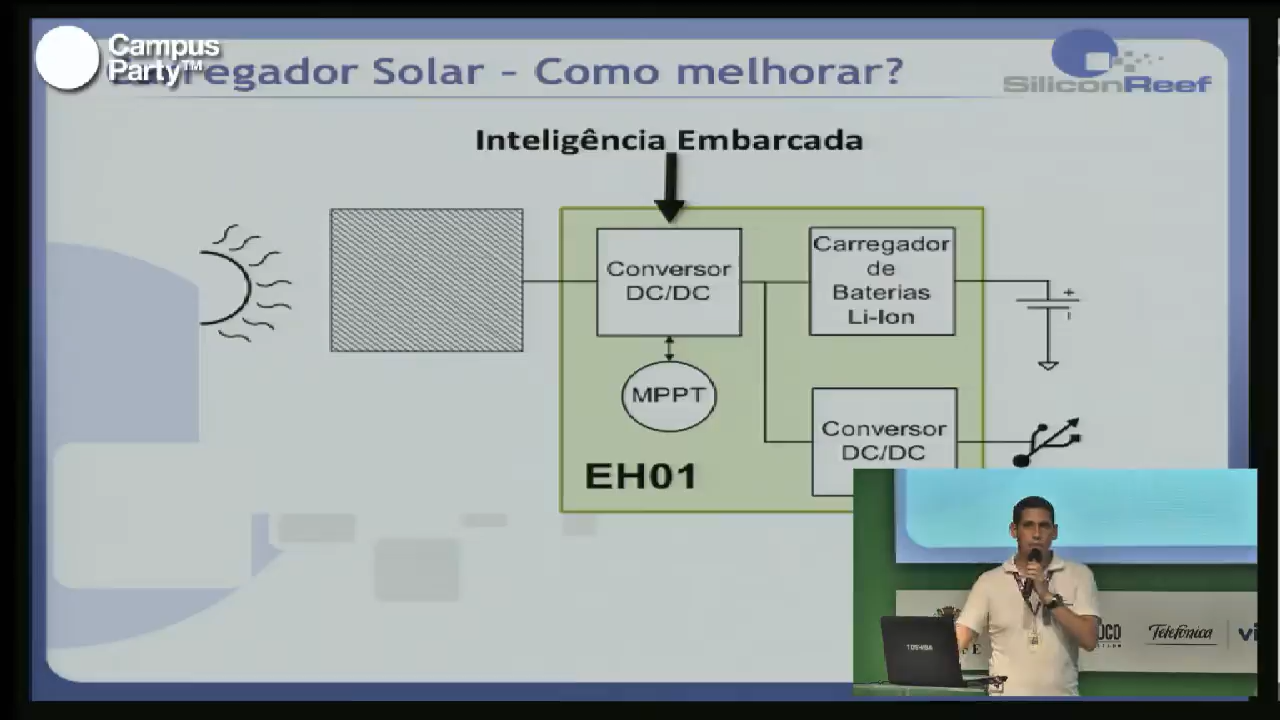 Campus
Party™
regador Solar - Como melhorar?
SiliconReef
Inteligência Embarcada
Conversor
DC/DC
Carregador
de
Baterias
Li-Ion
+
MPPT
Conversor
DC/DC
EH01
TOSHIBA
Telefónica